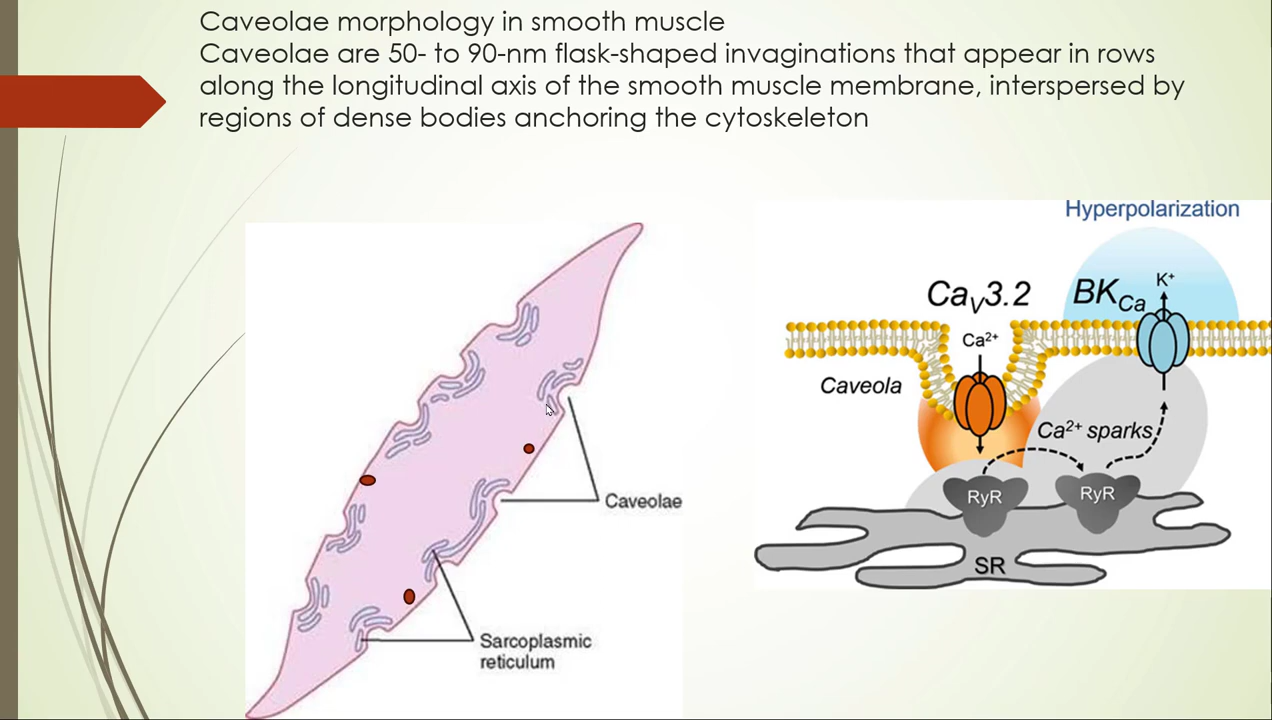 Caveolae morphology in smooth muscle
Caveolae are 50- to 90-nm flask-shaped invaginations that appear in rows
along the longitudinal axis of the smooth muscle membrane, interspersed by
regions of dense bodies anchoring the cytoskeleton
Caveolae
Sarcoplasmic
reticulum
Hyperpolarization
CaV3.2
BKCa
K+
Ca2+
Caveola
Ca2+ sparks
RyR
RyR
SR